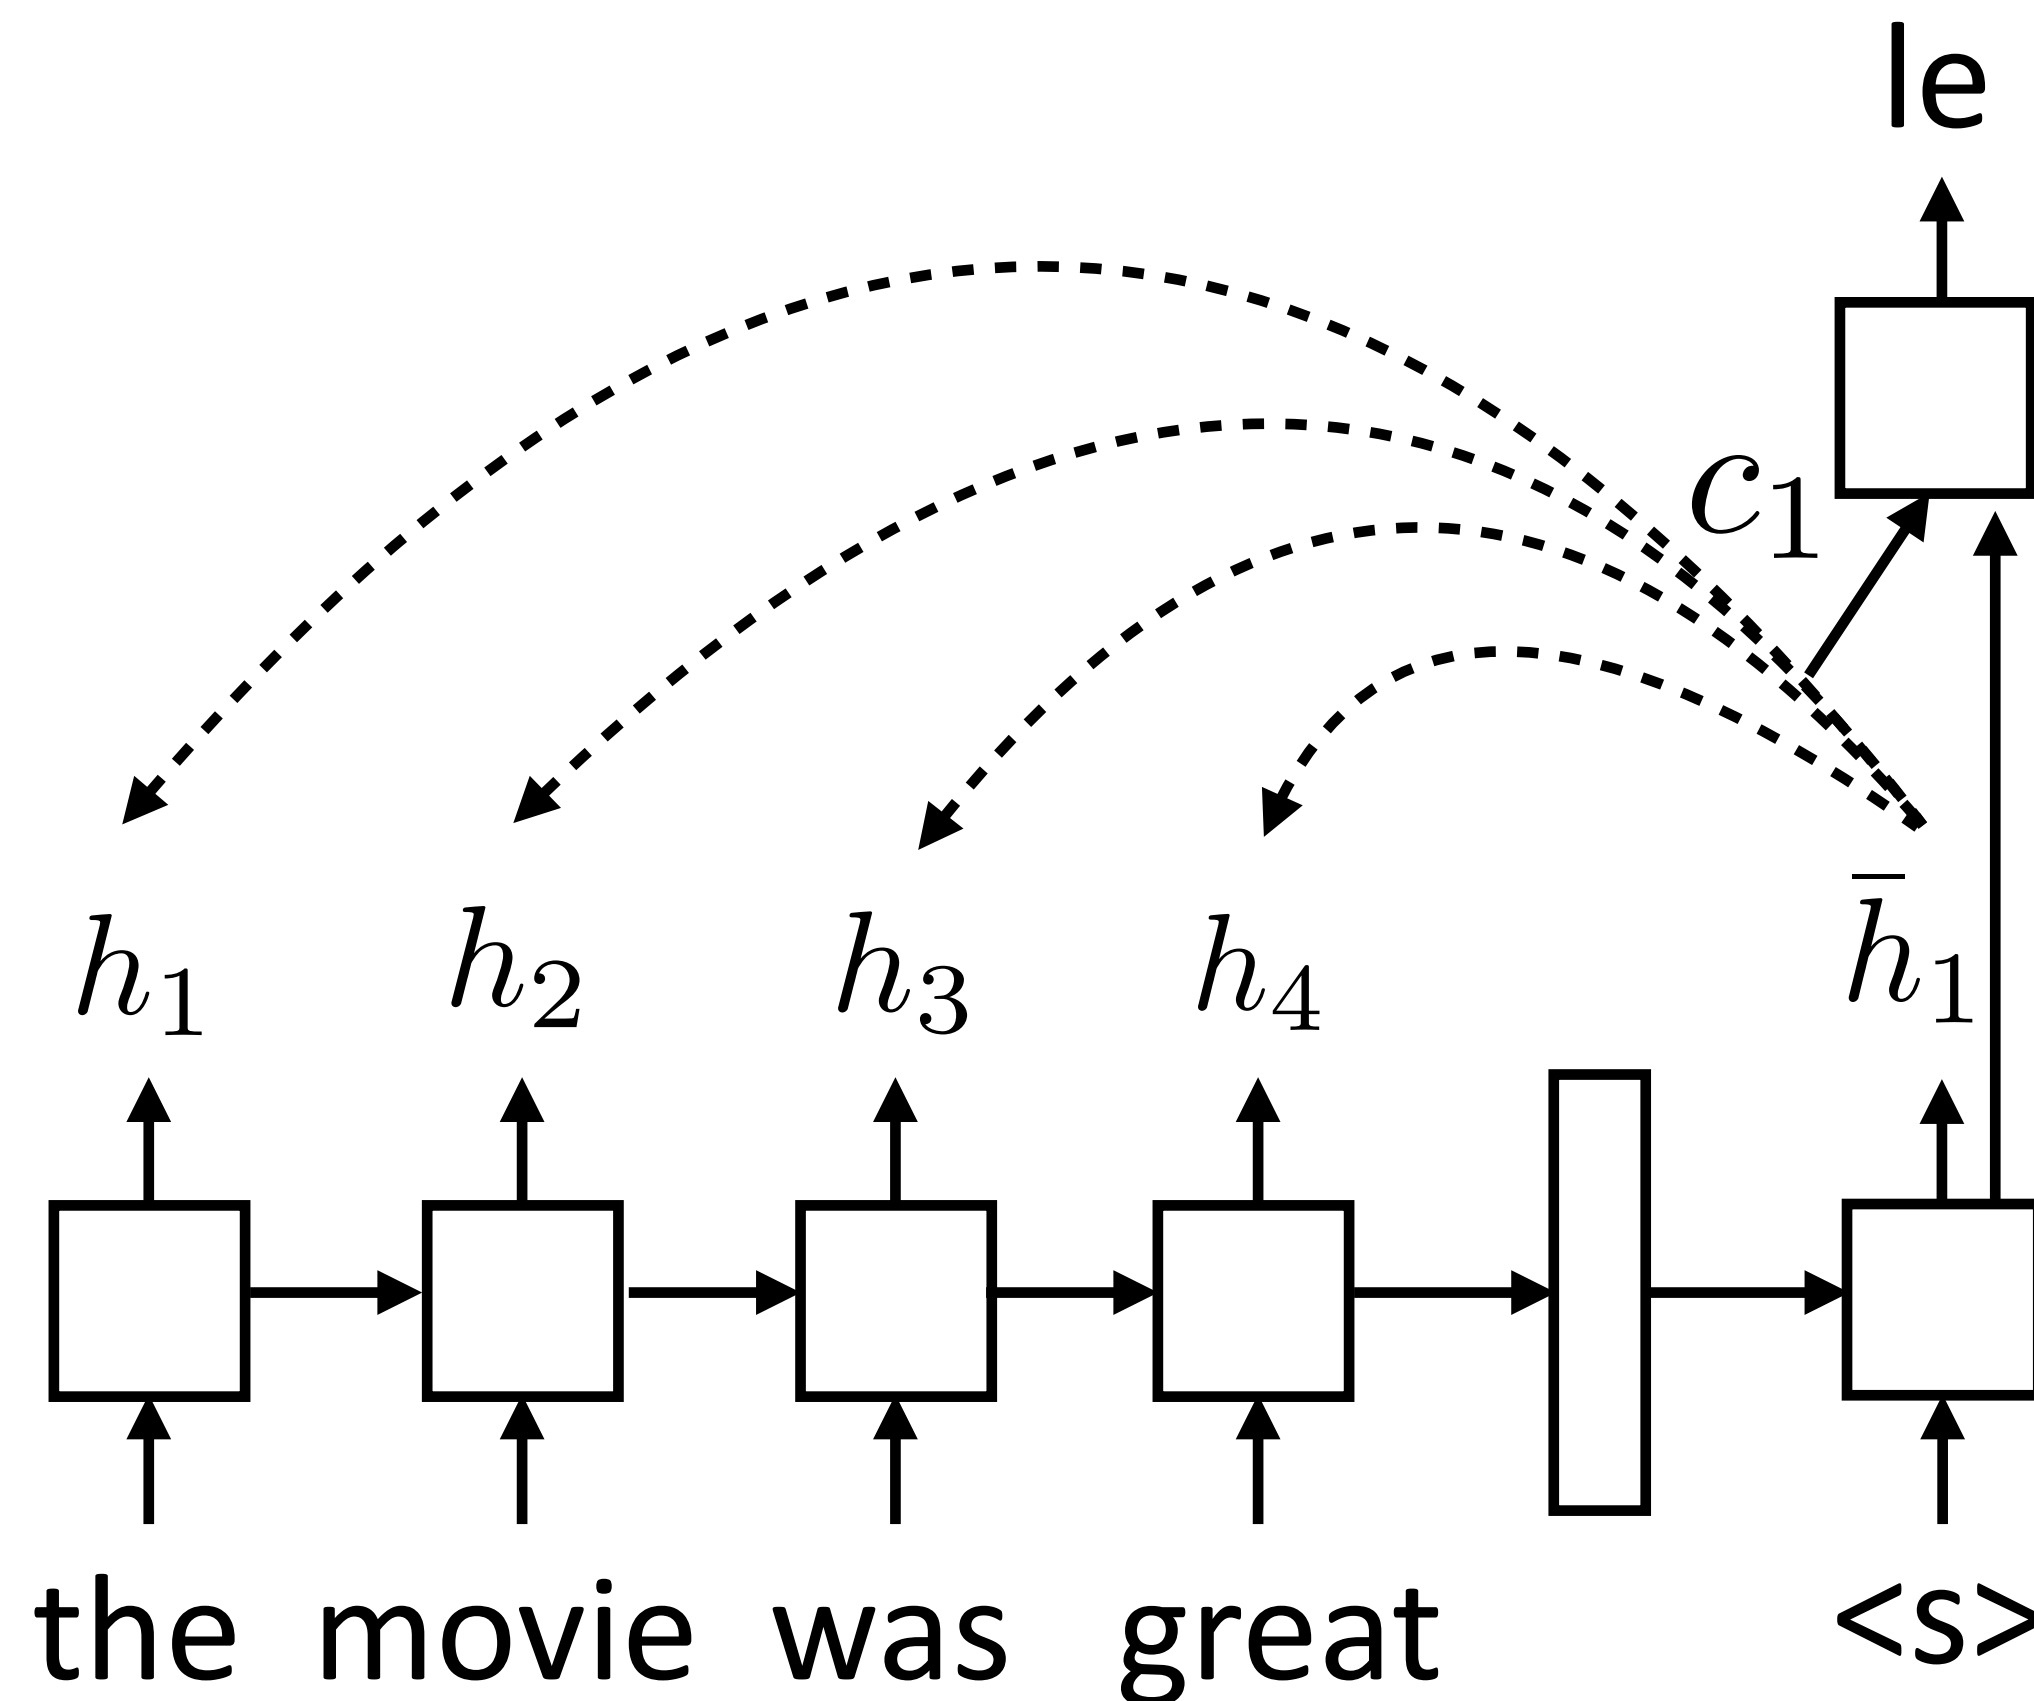 le
c₁
h₁ h₂ h₃ h₄ h̄₁
the movie was great <s>